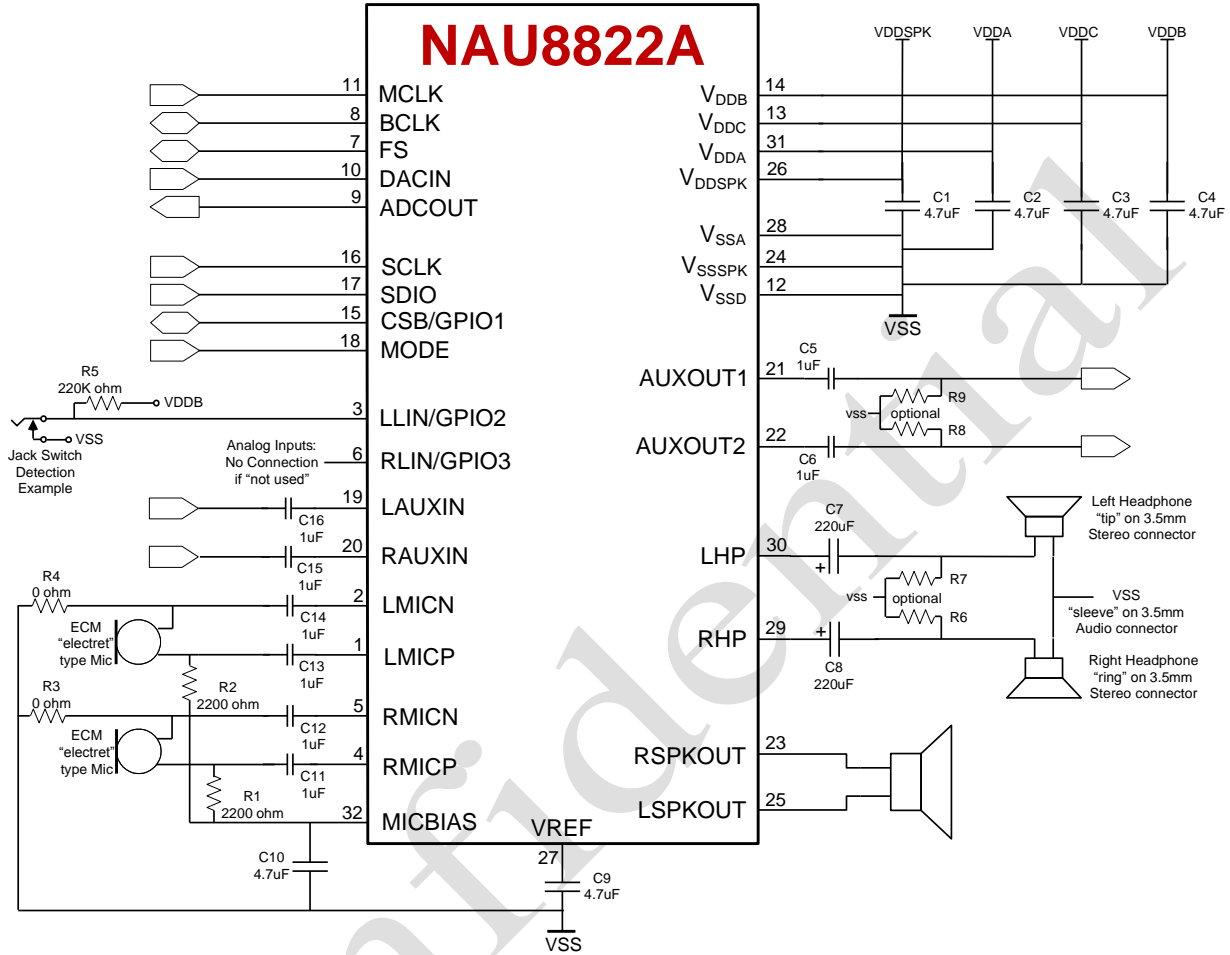 NAU8822A
11
MCLK
8
BCLK
7
FS
10
DACIN
9
ADCOUT
16
SCLK
17
SDIO
15
CSB/GPIO1
18
MODE
R5
220K ohm
VDDB
VSS
Jack Switch
Detection
Example
3
LLIN/GPIO2
Analog Inputs:
No Connection
if "not used"
6
RLIN/GPIO3
19
LAUXIN
C16
1uF
20
RAUXIN
C15
1uF
R4
0 ohm
2
LMICN
C14
1uF
ECM
"electret"
type Mic
1
LMICP
C13
1uF
R2
2200 ohm
R3
0 ohm
5
RMICN
C12
1uF
ECM
"electret"
type Mic
4
RMICP
C11
1uF
R1
2200 ohm
32
MICBIAS
C10
4.7uF
VREF
27
C9
4.7uF
VSS
VDDSPK
VDDA
VDDC
VDDB
VDDB
14
VDDC
13
VDDA
31
VDDSPK
26
C1
4.7uF
C2
4.7uF
C3
4.7uF
C4
4.7uF
VSSA
28
VSSSPK
24
VSSD
12
VSS
AUXOUT1
21
C5
1uF
R9
vss
optional
R8
AUXOUT2
22
C6
1uF
LHP
30
C7
220uF
+
R7
vss
optional
R6
RHP
29
+
C8
220uF
Left Headphone
"tip" on 3.5mm
Stereo connector
VSS
"sleeve" on 3.5mm
Audio connector
Right Headphone
"ring" on 3.5mm
Stereo connector
RSPKOUT
23
LSPKOUT
25
nfidential